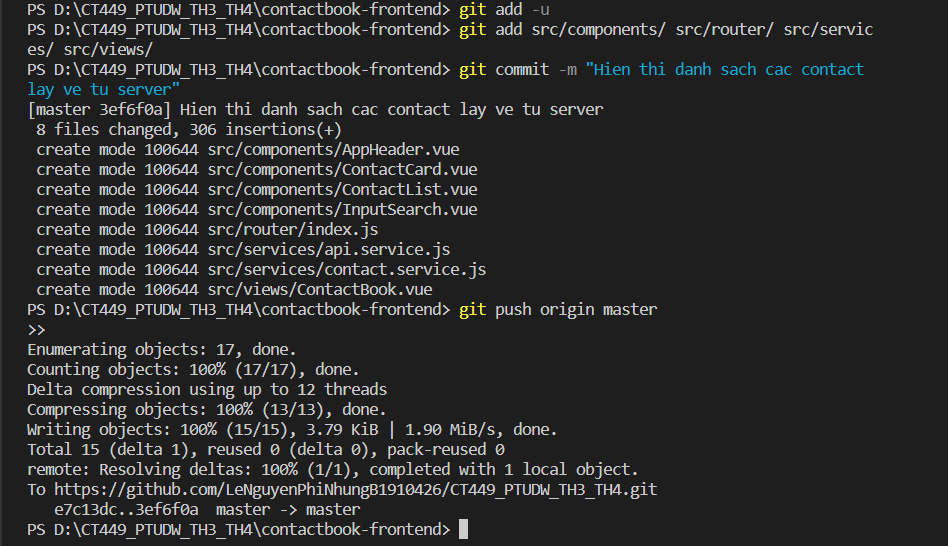 PS D:\CT449_PTUDW_TH3_TH4\contactbook-frontend> git add -u
PS D:\CT449_PTUDW_TH3_TH4\contactbook-frontend> git add src/components/ src/router/ src/servic
es/ src/views/
PS D:\CT449_PTUDW_TH3_TH4\contactbook-frontend> git commit -m "Hien thi danh sach cac contact
lay ve tu server"
[master 3ef6f0a] Hien thi danh sach cac contact lay ve tu server
 8 files changed, 306 insertions(+)
 create mode 100644 src/components/AppHeader.vue
 create mode 100644 src/components/ContactCard.vue
 create mode 100644 src/components/ContactList.vue
 create mode 100644 src/components/InputSearch.vue
 create mode 100644 src/router/index.js
 create mode 100644 src/services/api.service.js
 create mode 100644 src/services/contact.service.js
 create mode 100644 src/views/ContactBook.vue
PS D:\CT449_PTUDW_TH3_TH4\contactbook-frontend> git push origin master
>>
Enumerating objects: 17, done.
Counting objects: 100% (17/17), done.
Delta compression using up to 12 threads
Compressing objects: 100% (13/13), done.
Writing objects: 100% (15/15), 3.79 KiB | 1.90 MiB/s, done.
Total 15 (delta 1), reused 0 (delta 0), pack-reused 0
remote: Resolving deltas: 100% (1/1), completed with 1 local object.
To https://github.com/LeNguyenPhiNhungB1910426/CT449_PTUDW_TH3_TH4.git
   e7c13dc..3ef6f0a  master -> master
PS D:\CT449_PTUDW_TH3_TH4\contactbook-frontend>